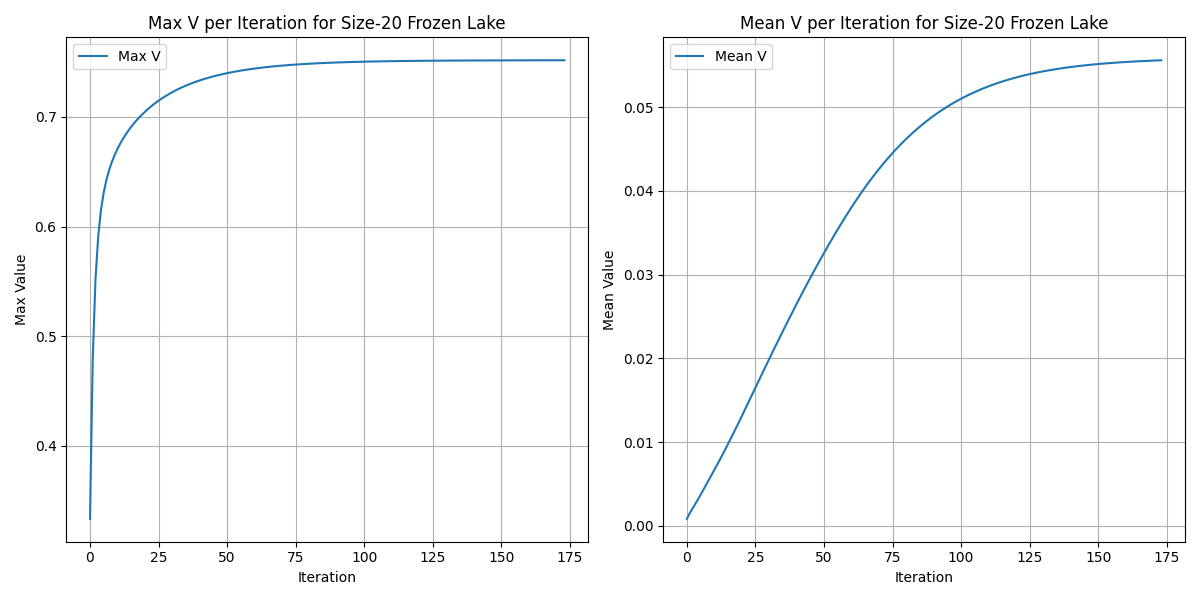 Max V per Iteration for Size-20 Frozen Lake
Max V
0.7
0.6
0.5
0.4
Max Value
0 25 50 75 100 125 150 175
Iteration
Mean V per Iteration for Size-20 Frozen Lake
Mean V
0.05
0.04
0.03
0.02
0.01
0.00
Mean Value
0 25 50 75 100 125 150 175
Iteration